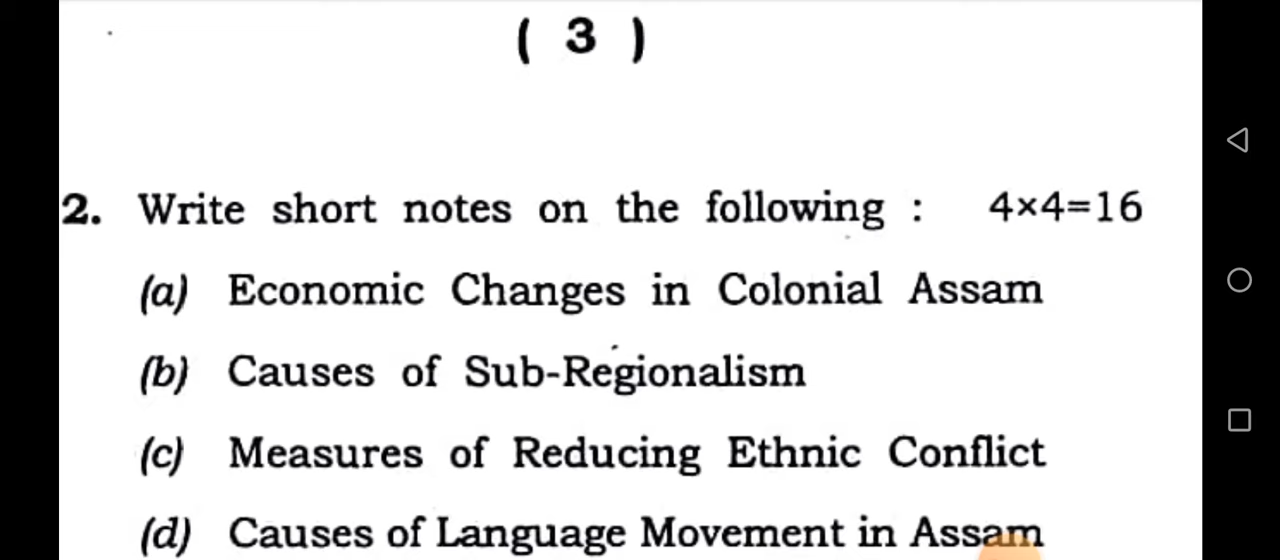 ( 3 )
2. Write short notes on the following : 4×4=16
(a) Economic Changes in Colonial Assam
(b) Causes of Sub-Regionalism
(c) Measures of Reducing Ethnic Conflict
(d) Causes of Language Movement in Assam